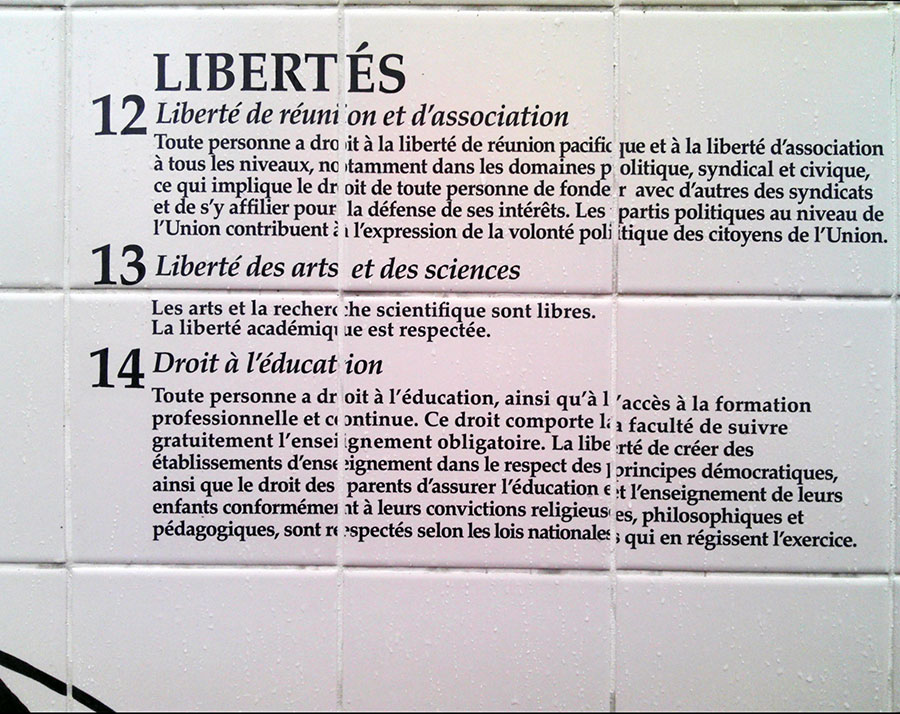 LIBERTÉS
12 Liberté de réunion et d'association
Toute personne a droit à la liberté de réunion pacifique et à la liberté d'association
à tous les niveaux, notamment dans les domaines politique, syndical et civique,
ce qui implique le droit de toute personne de fonder avec d'autres des syndicats
et de s'y affilier pour la défense de ses intérêts. Les partis politiques au niveau de
l'Union contribuent à l'expression de la volonté politique des citoyens de l'Union.
13 Liberté des arts et des sciences
Les arts et la recherche scientifique sont libres.
La liberté académique est respectée.
14 Droit à l'éducation
Toute personne a droit à l'éducation, ainsi qu'à l'accès à la formation
professionnelle et continue. Ce droit comporte la faculté de suivre
gratuitement l'enseignement obligatoire. La liberté de créer des
établissements d'enseignement dans le respect des principes démocratiques,
ainsi que le droit des parents d'assurer l'éducation et l'enseignement de leurs
enfants conformément à leurs convictions religieuses, philosophiques et
pédagogiques, sont respectés selon les lois nationales qui en régissent l'exercice.